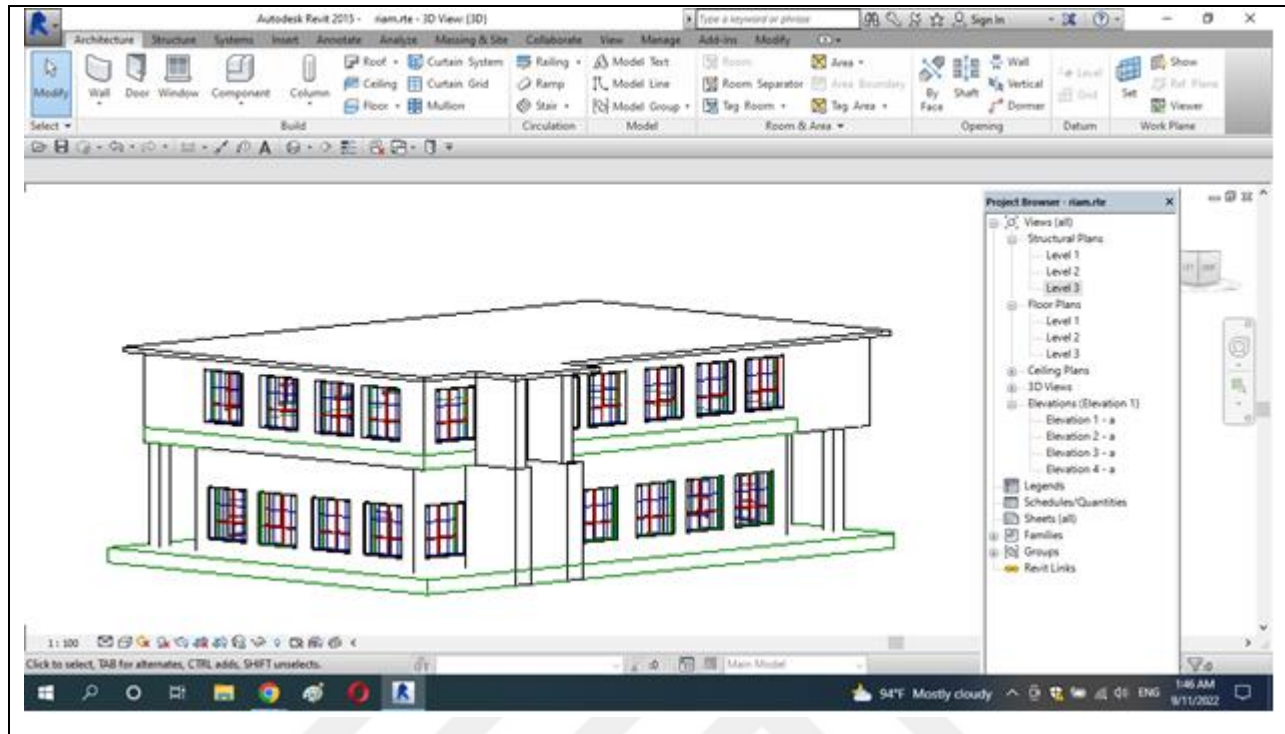 Autodesk Revit 2015 - riam.rte - 3D View: {3D}
Type a keyword or phrase
Sign In
Architecture Structure Systems Insert Annotate Analyze Massing & Site Collaborate View Manage Add-Ins Modify
Modify
Wall
Door
Window
Component
Column
Roof
Ceiling
Floor
Curtain System
Curtain Grid
Mullion
Railing
Ramp
Stair
Model Text
Model Line
Model Group
Room
Room Separator
Tag Room
Area
Area Boundary
Tag Area
By Face
Shaft
Wall
Vertical
Dormer
Level
Grid
Set
Show
Ref Plane
Viewer
Select
Build
Circulation
Model
Room & Area
Opening
Datum
Work Plane
Project Browser - riam.rte
Views (all)
Structural Plans
Level 1
Level 2
Level 3
Floor Plans
Level 1
Level 2
Level 3
Ceiling Plans
3D Views
Elevations (Elevation 1)
Elevation 1 - a
Elevation 2 - a
Elevation 3 - a
Elevation 4 - a
Legends
Schedules/Quantities
Sheets (all)
Families
Groups
Revit Links
1 : 100
Click to select, TAB for alternates, CTRL adds, SHIFT unselects.
:0
Main Model
:0
94°F Mostly cloudy
ENG
1:46 AM
9/11/2022